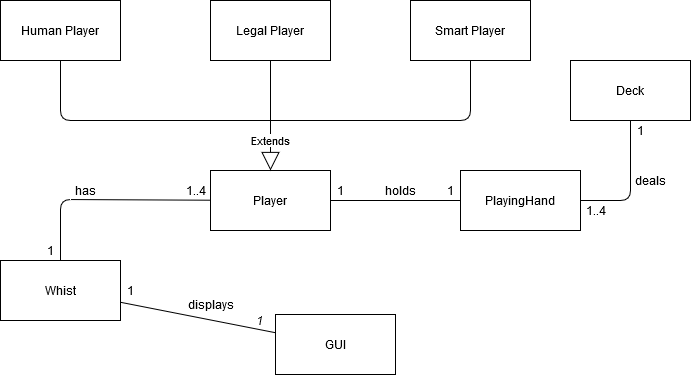 Human Player
Legal Player
Smart Player
Deck
1
Extends
deals
has
1..4
Player
1
holds
1
PlayingHand
1..4
1
Whist
1
displays
1
GUI